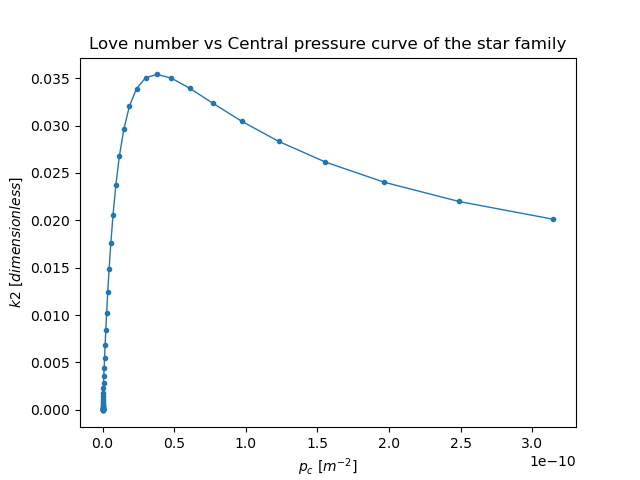 Love number vs Central pressure curve of the star family
k2 [dimensionless]
0.035
0.030
0.025
0.020
0.015
0.010
0.005
0.000
0.0 0.5 1.0 1.5 2.0 2.5 3.0
1e−10
p_c [m^{-2}]